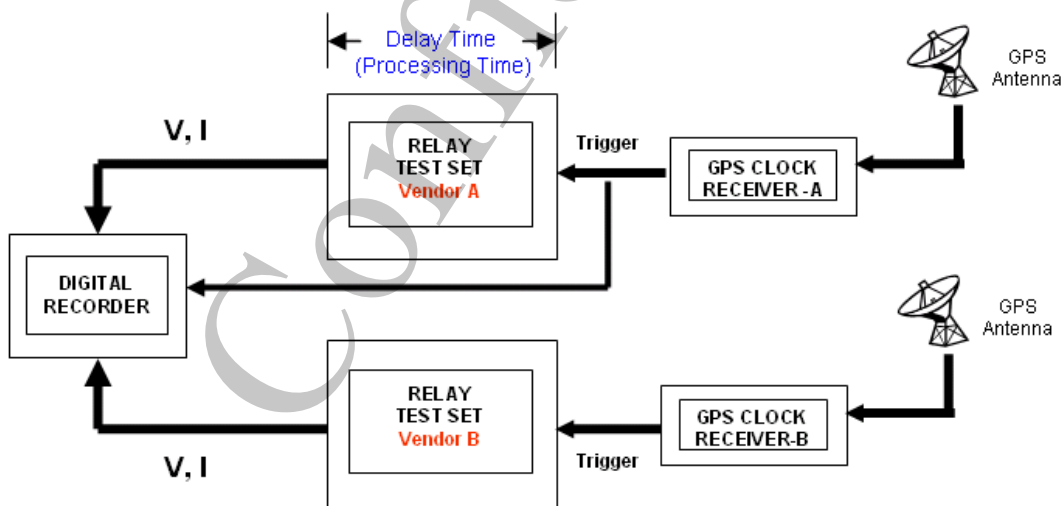 Delay Time
(Processing Time)
GPS
Antenna
V, I
RELAY
TEST SET
Vendor A
Trigger
GPS CLOCK
RECEIVER -A
DIGITAL
RECORDER
GPS
Antenna
RELAY
TEST SET
Vendor B
GPS CLOCK
RECEIVER-B
Trigger
V, I